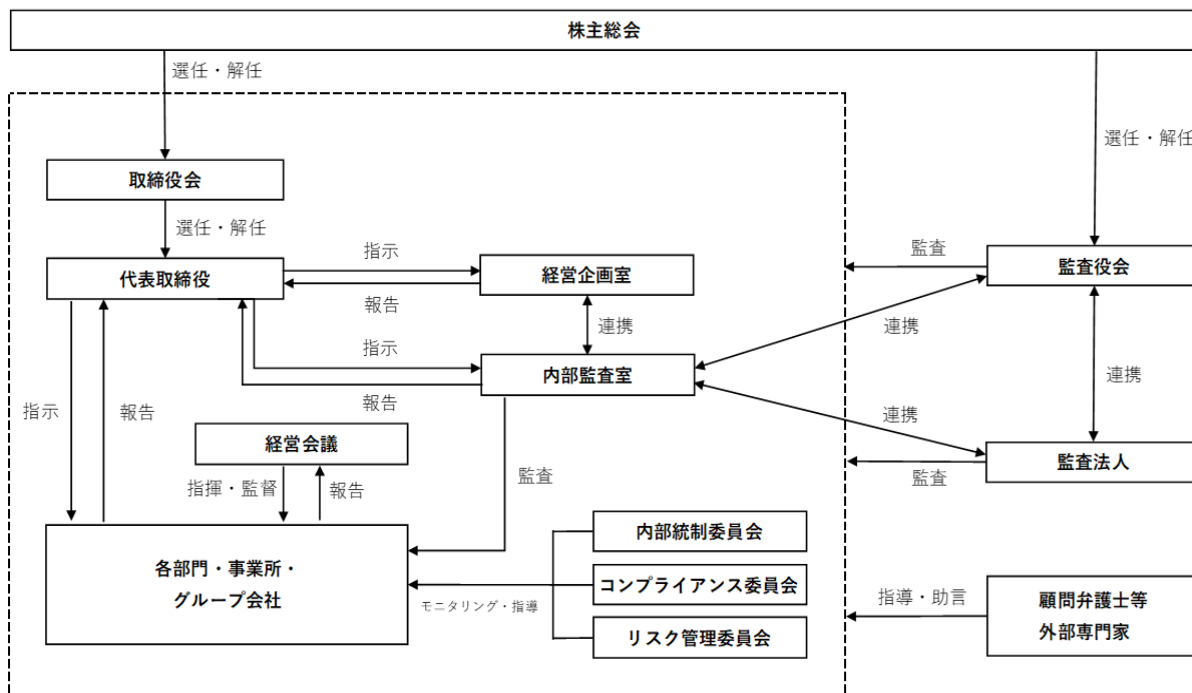 株主総会
選任・解任
選任・解任
取締役会
選任・解任
代表取締役
指示
報告
経営企画室
監査
監査役会
連携
連携
指示
報告
内部監査室
連携
連携
指示
報告
経営会議
指揮・監督
報告
監査
監査
監査法人
各部門・事業所・
グループ会社
モニタリング・指導
内部統制委員会
コンプライアンス委員会
リスク管理委員会
指導・助言
顧問弁護士等
外部専門家